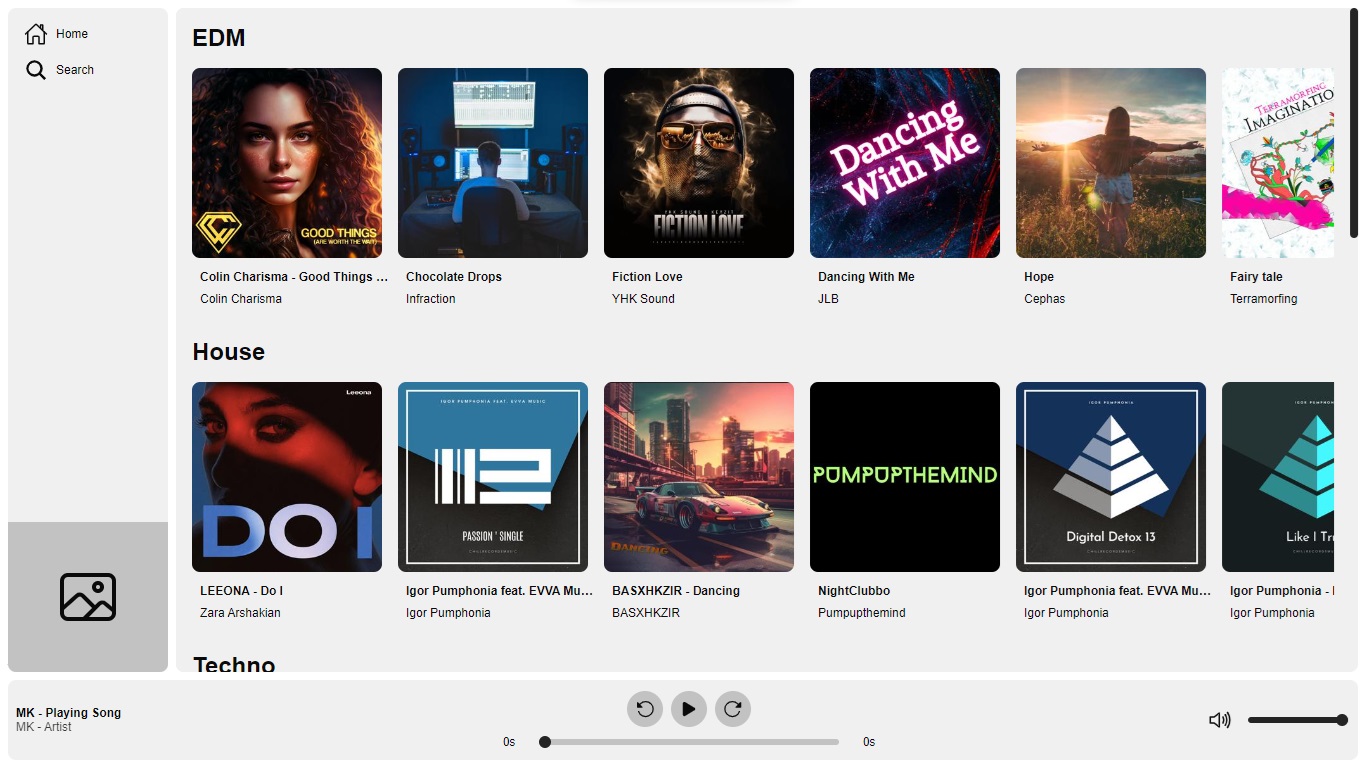 Home
Search
EDM
GOOD THINGS
(ARE WORTH THE WAIT)
Colin Charisma - Good Things ...
Colin Charisma
Chocolate Drops
Infraction
FICTION LOVE
Fiction Love
YHK Sound
Dancing
With Me
Dancing With Me
JLB
Hope
Cephas
TERRAMORFING
IMAGINATIO
Fairy tale
Terramorfing
House
Leeona
DO I
LEEONA - Do I
Zara Arshakian
IGOR PUMPHONIA FEAT. EVVA MUSIC
PASSION ' SINGLE
CHILLRECORDSMUSIC
Igor Pumphonia feat. EVVA Mu...
Igor Pumphonia
DANCING
BASXHKZIR - Dancing
BASXHKZIR
PUMPUPTHEMIND
NightClubbo
Pumpupthemind
IGOR PUMPHONIA
Digital Detox 13
CHILLRECORDSMUSIC
Igor Pumphonia feat. EVVA Mu...
Igor Pumphonia
IGOR PUMPH
Like I Tr
Igor Pumphonia -
Igor Pumphonia
Techno
MK - Playing Song
MK - Artist
0s
0s